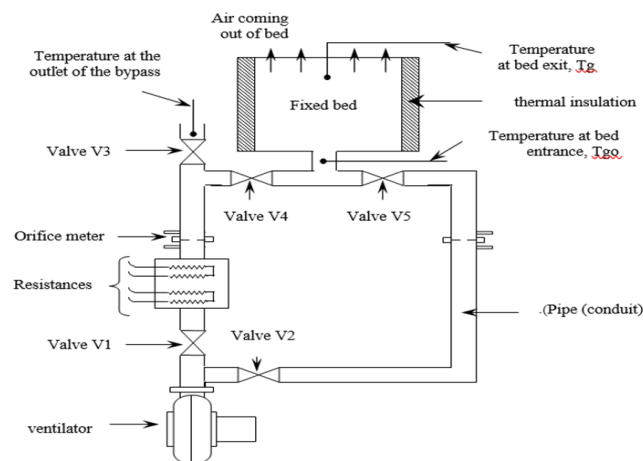 Air coming
out of bed
Temperature at the
outlet of the bypass
Temperature
at bed exit, Tg
Fixed bed
thermal insulation
Valve V3
Temperature at bed
entrance, Tgo
Valve V4
Valve V5
Orifice meter
Resistances
.(Pipe (conduit)
Valve V2
Valve V1
ventilator